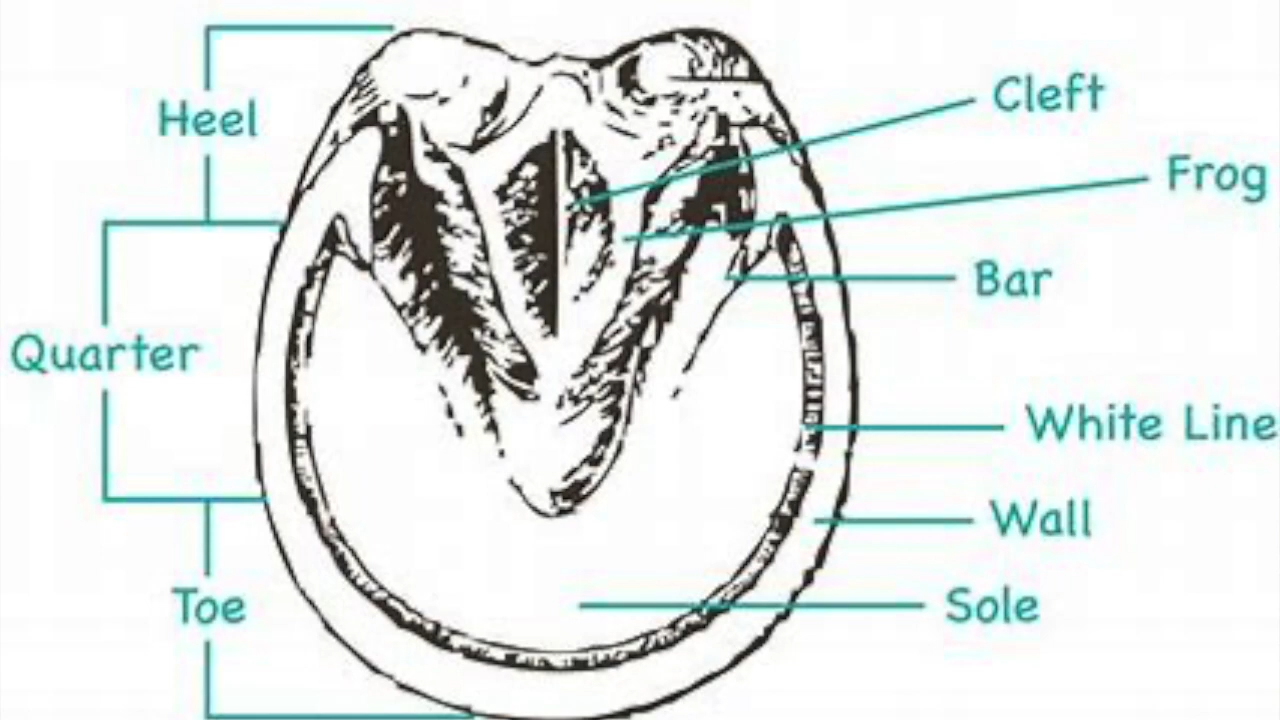 Heel
Quarter
Toe
Cleft
Frog
Bar
White Line
Wall
Sole